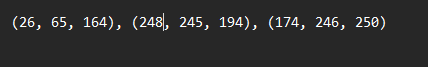 (26, 65, 164), (248, 245, 194), (174, 246, 250)